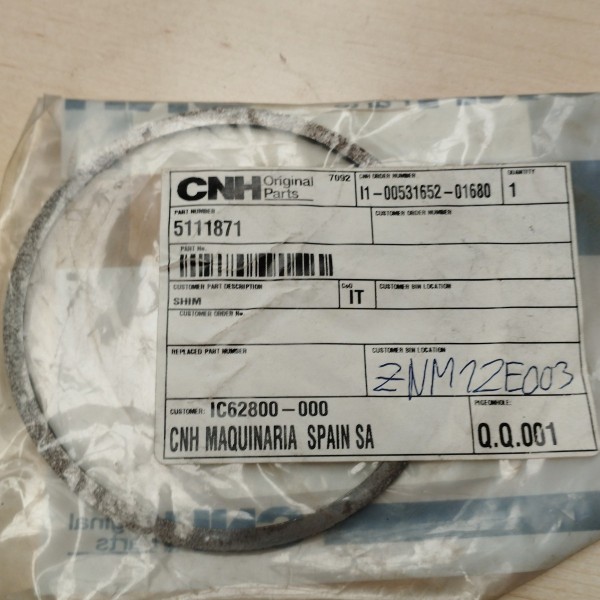 CNH Original Parts
7092
CNH ORDER NUMBER
I1-00531652-01680
QUANTITY
1
PART NUMBER
5111871
CUSTOMER ORDER NUMBER
PART No.
CUSTOMER PART DESCRIPTION
SHIM
CoO
IT
CUSTOMER BIN LOCATION
CUSTOMER ORDER No
REPLACED PART NUMBER
CUSTOMER BIN LOCATION
ZNM12E003
CUSTOMER: IC62800-000
CNH MAQUINARIA SPAIN SA
PIGEONHOLE:
Q.Q.001